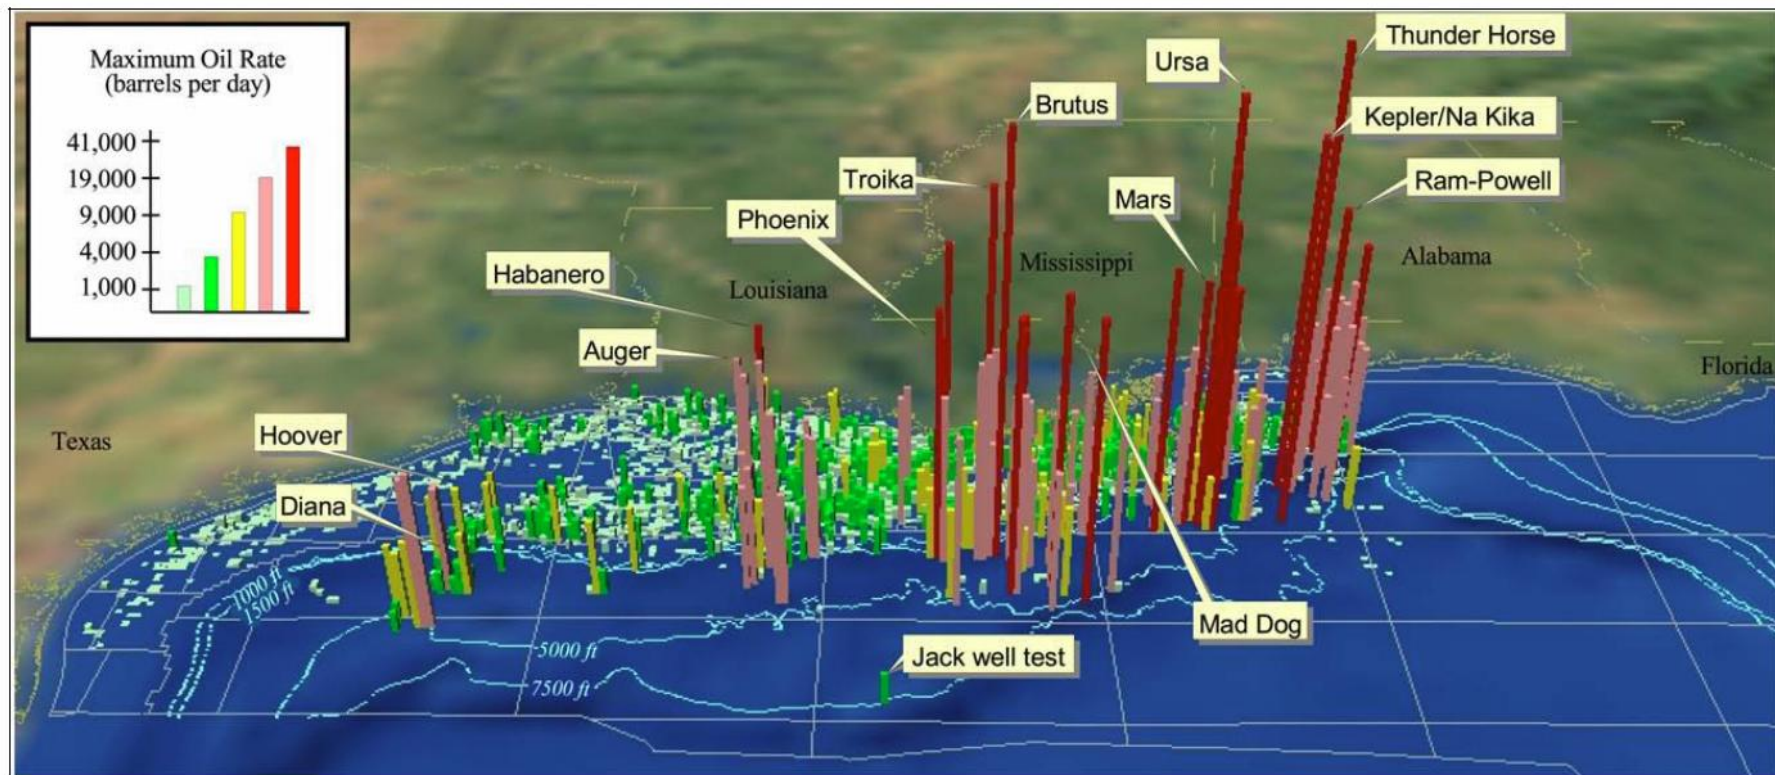 Maximum Oil Rate
(barrels per day)
41,000
19,000
9,000
4,000
1,000
Thunder Horse
Ursa
Brutus
Kepler/Na Kika
Troika
Ram-Powell
Mars
Phoenix
Mississippi
Alabama
Habanero
Louisiana
Auger
Florida
Texas
Hoover
Diana
1000 ft
1500 ft
Mad Dog
5000 ft
Jack well test
7500 ft